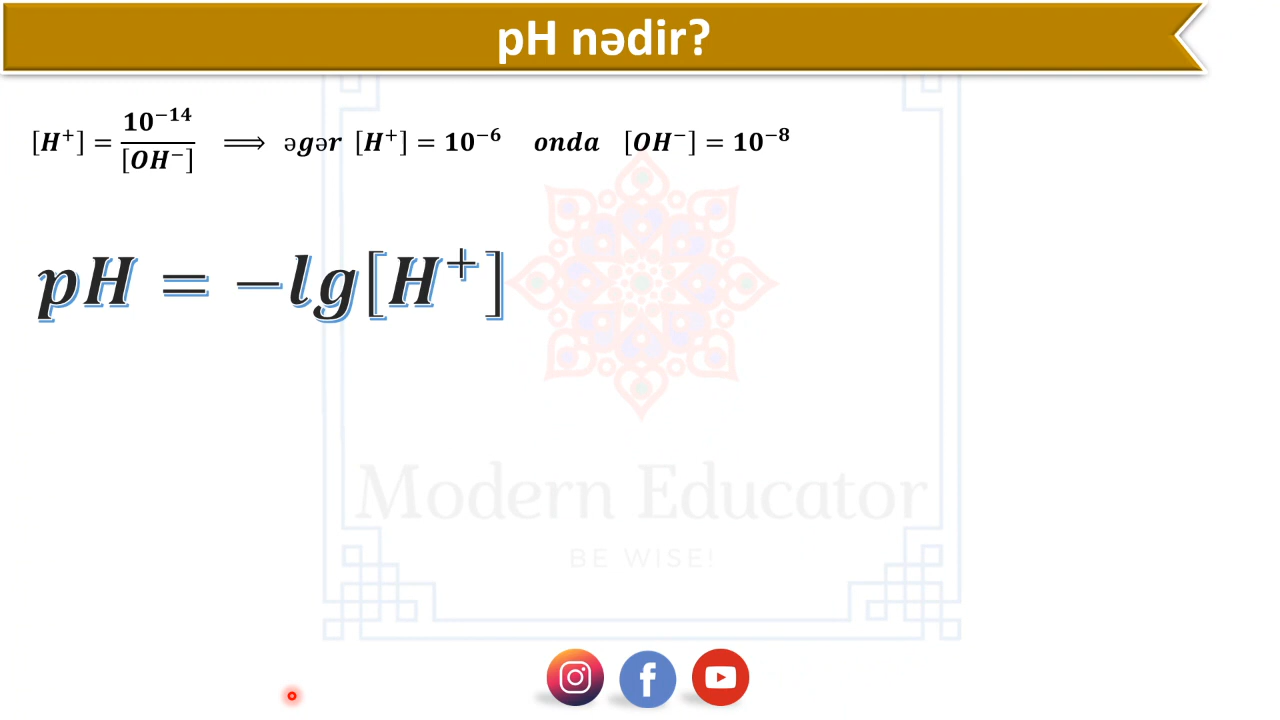 pH nədir?
[H⁺] = 10⁻¹⁴/[OH⁻] ⟹ əgər [H⁺] = 10⁻⁶ onda [OH⁻] = 10⁻⁸
pH = −lg[H⁺]
Modern Educator
BE WISE!